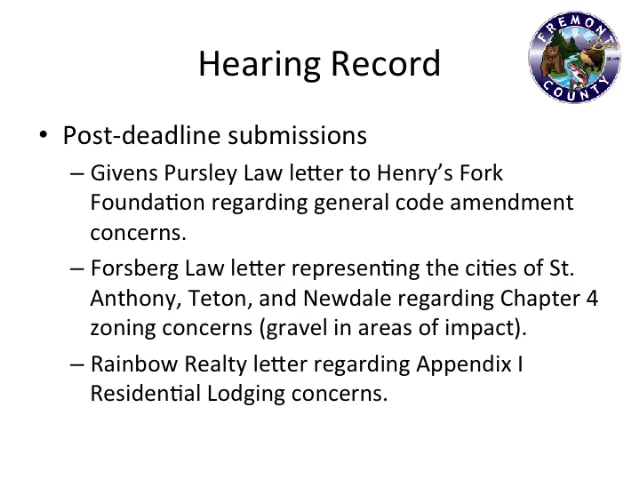 Hearing Record
FREMONT
COUNTY
• Post-deadline submissions
– Givens Pursley Law letter to Henry’s Fork
Foundation regarding general code amendment
concerns.
– Forsberg Law letter representing the cities of St.
Anthony, Teton, and Newdale regarding Chapter 4
zoning concerns (gravel in areas of impact).
– Rainbow Realty letter regarding Appendix I
Residential Lodging concerns.